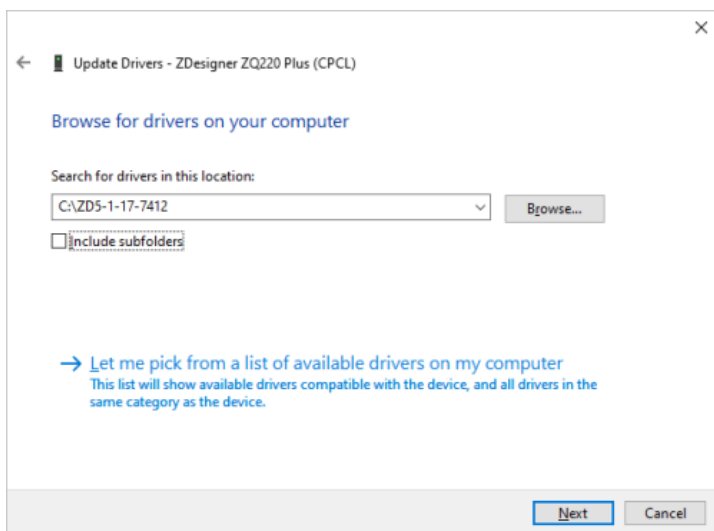 Update Drivers - ZDesigner ZQ220 Plus (CPCL)
Browse for drivers on your computer
Search for drivers in this location:
C:\ZD5-1-17-7412
Browse...
Include subfolders
Let me pick from a list of available drivers on my computer
This list will show available drivers compatible with the device, and all drivers in the
same category as the device.
Next
Cancel